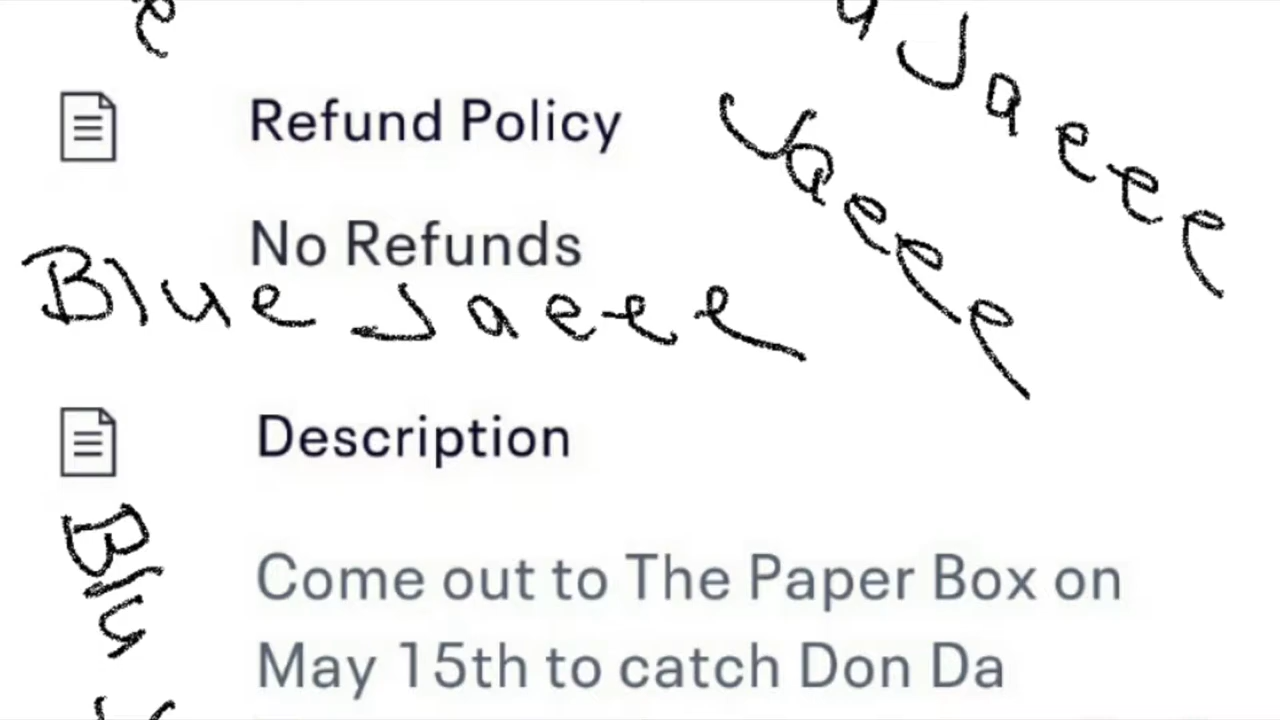 Refund Policy
Jaeee
Jaeee
No Refunds
Blue Jaeee
Description
Blu
Come out to The Paper Box on
May 15th to catch Don Da